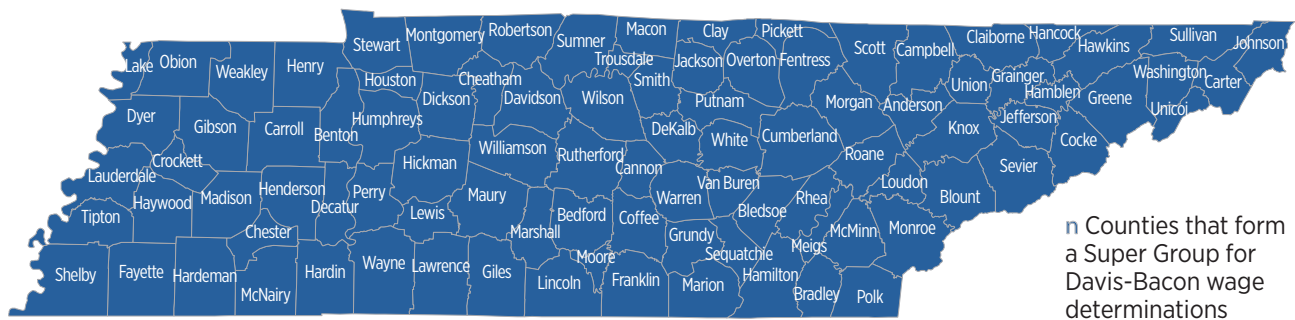 Stewart Montgomery Robertson Sumner Macon Clay Pickett Scott Campbell Claiborne Hancock Hawkins Sullivan Johnson
Lake Obion Weakley Henry Houston Dickson Cheatham Davidson Wilson Trousdale Smith Jackson Overton Fentress Union Grainger Hamblen Greene Washington Carter
Dyer Gibson Carroll Benton Humphreys Putnam Morgan Anderson Knox Jefferson Unicoi
Crockett Hickman Williamson Rutherford Cannon DeKalb White Cumberland Roane Cocke
Lauderdale Haywood Madison Henderson Decatur Perry Maury Warren Van Buren Rhea Loudon Blount Sevier
Tipton Chester Lewis Marshall Bedford Coffee Grundy Bledsoe Sequatchie Meigs McMinn Monroe
Shelby Fayette Hardeman McNairy Hardin Wayne Lawrence Giles Lincoln Moore Franklin Marion Hamilton Bradley Polk
n Counties that form
a Super Group for
Davis-Bacon wage
determinations